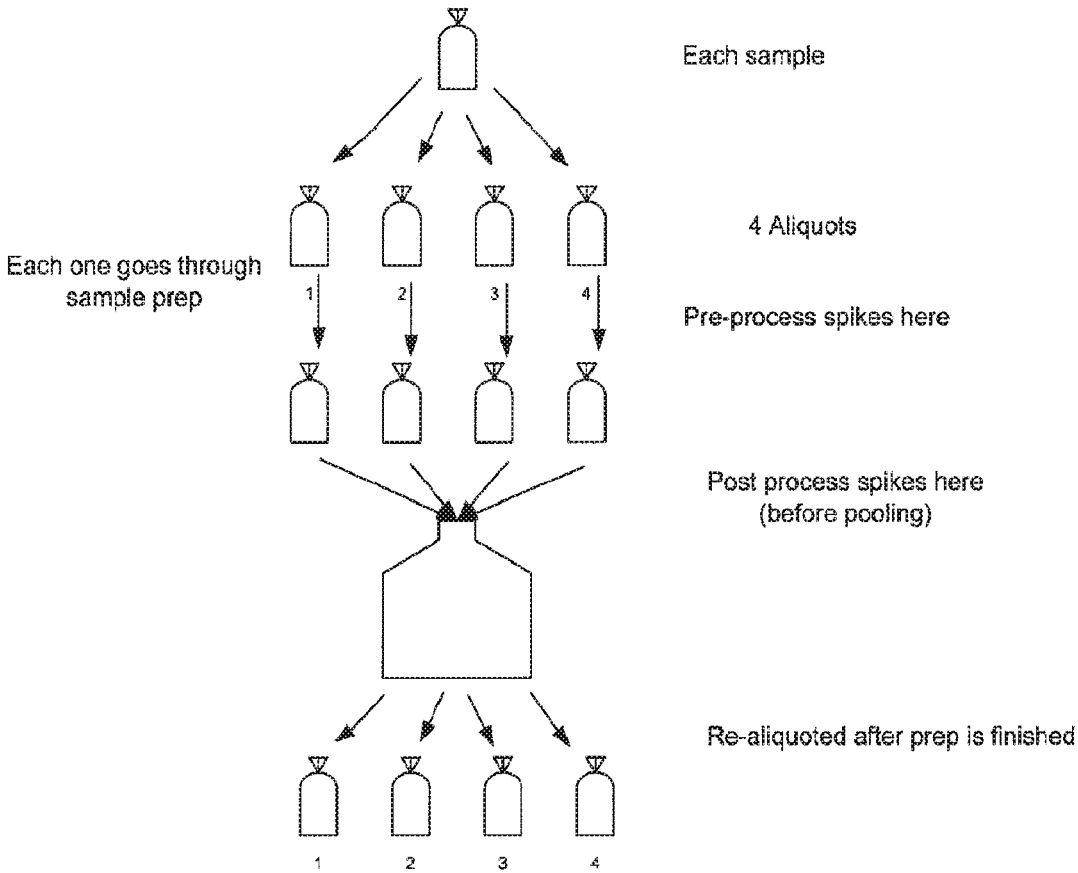 Each sample
4 Aliquots
Each one goes through
sample prep
1 2 3 4
Pre-process spikes here
Post process spikes here
(before pooling)
Re-aliquoted after prep is finished
1 2 3 4